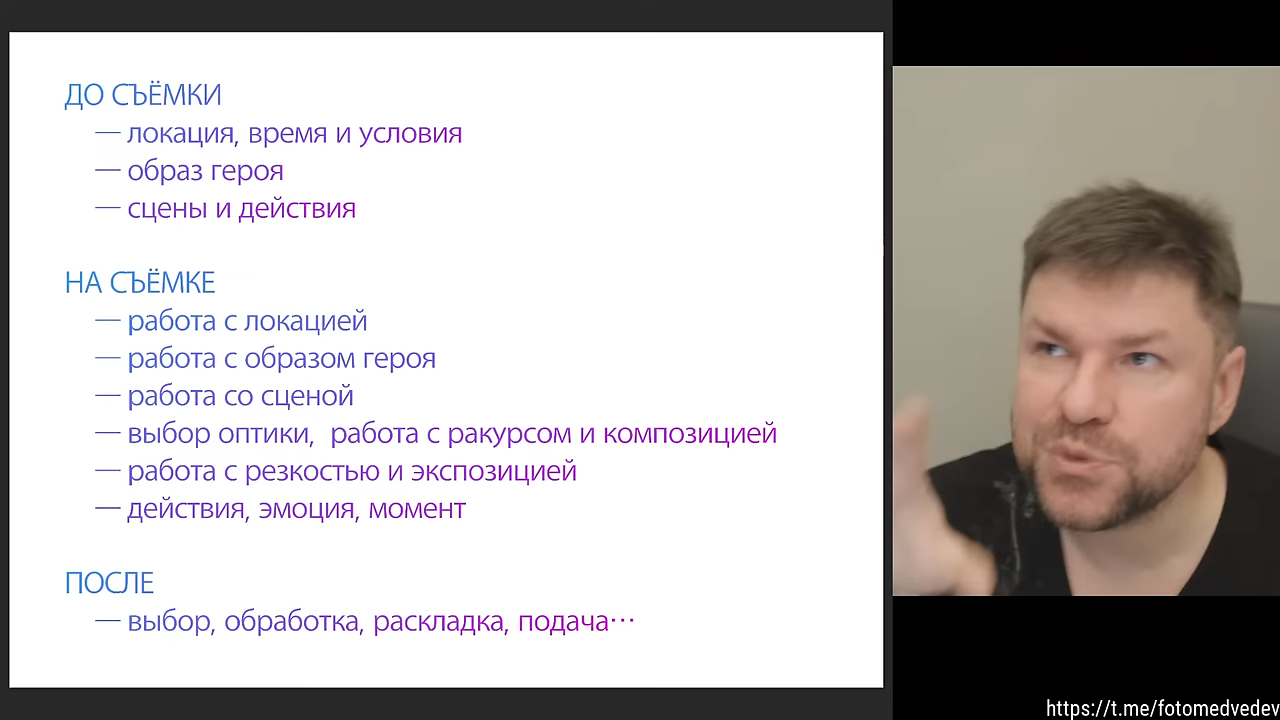 ДО СЪЁМКИ
— локация, время и условия
— образ героя
— сцены и действия
НА СЪЁМКЕ
— работа с локацией
— работа с образом героя
— работа со сценой
— выбор оптики,  работа с ракурсом и композицией
— работа с резкостью и экспозицией
— действия, эмоция, момент
ПОСЛЕ
— выбор, обработка, раскладка, подача…
https://t.me/fotomedvedev